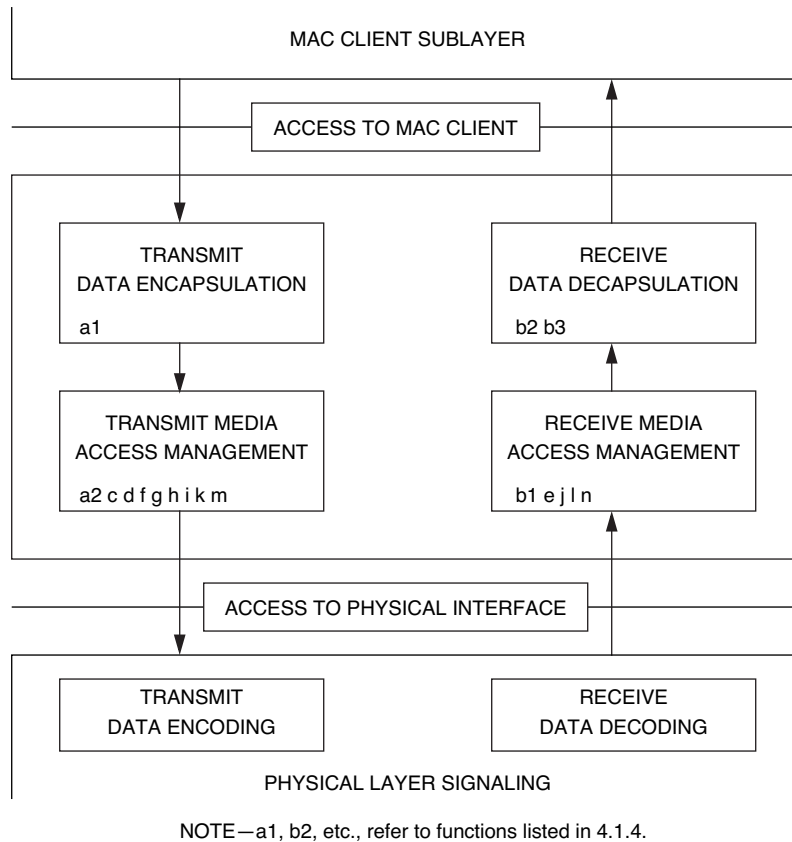 MAC CLIENT SUBLAYER
ACCESS TO MAC CLIENT
TRANSMIT
DATA ENCAPSULATION
a1
RECEIVE
DATA DECAPSULATION
b2 b3
TRANSMIT MEDIA
ACCESS MANAGEMENT
a2 c d f g h i k m
RECEIVE MEDIA
ACCESS MANAGEMENT
b1 e j l n
ACCESS TO PHYSICAL INTERFACE
TRANSMIT
DATA ENCODING
RECEIVE
DATA DECODING
PHYSICAL LAYER SIGNALING
NOTE—a1, b2, etc., refer to functions listed in 4.1.4.